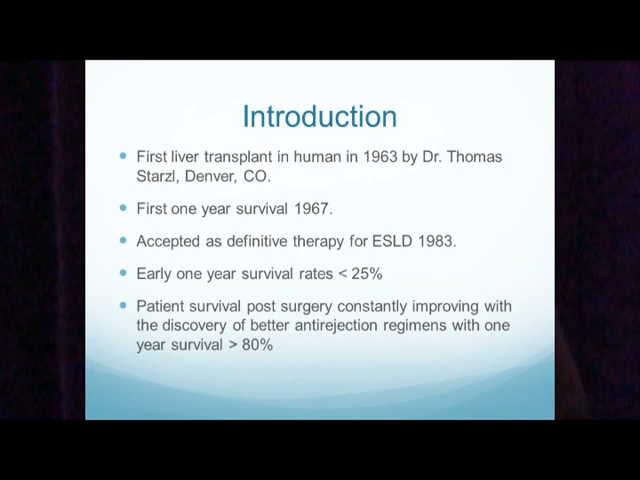 Introduction
• First liver transplant in human in 1963 by Dr. Thomas
Starzl, Denver, CO.
• First one year survival 1967.
• Accepted as definitive therapy for ESLD 1983.
• Early one year survival rates < 25%
• Patient survival post surgery constantly improving with
the discovery of better antirejection regimens with one
year survival > 80%